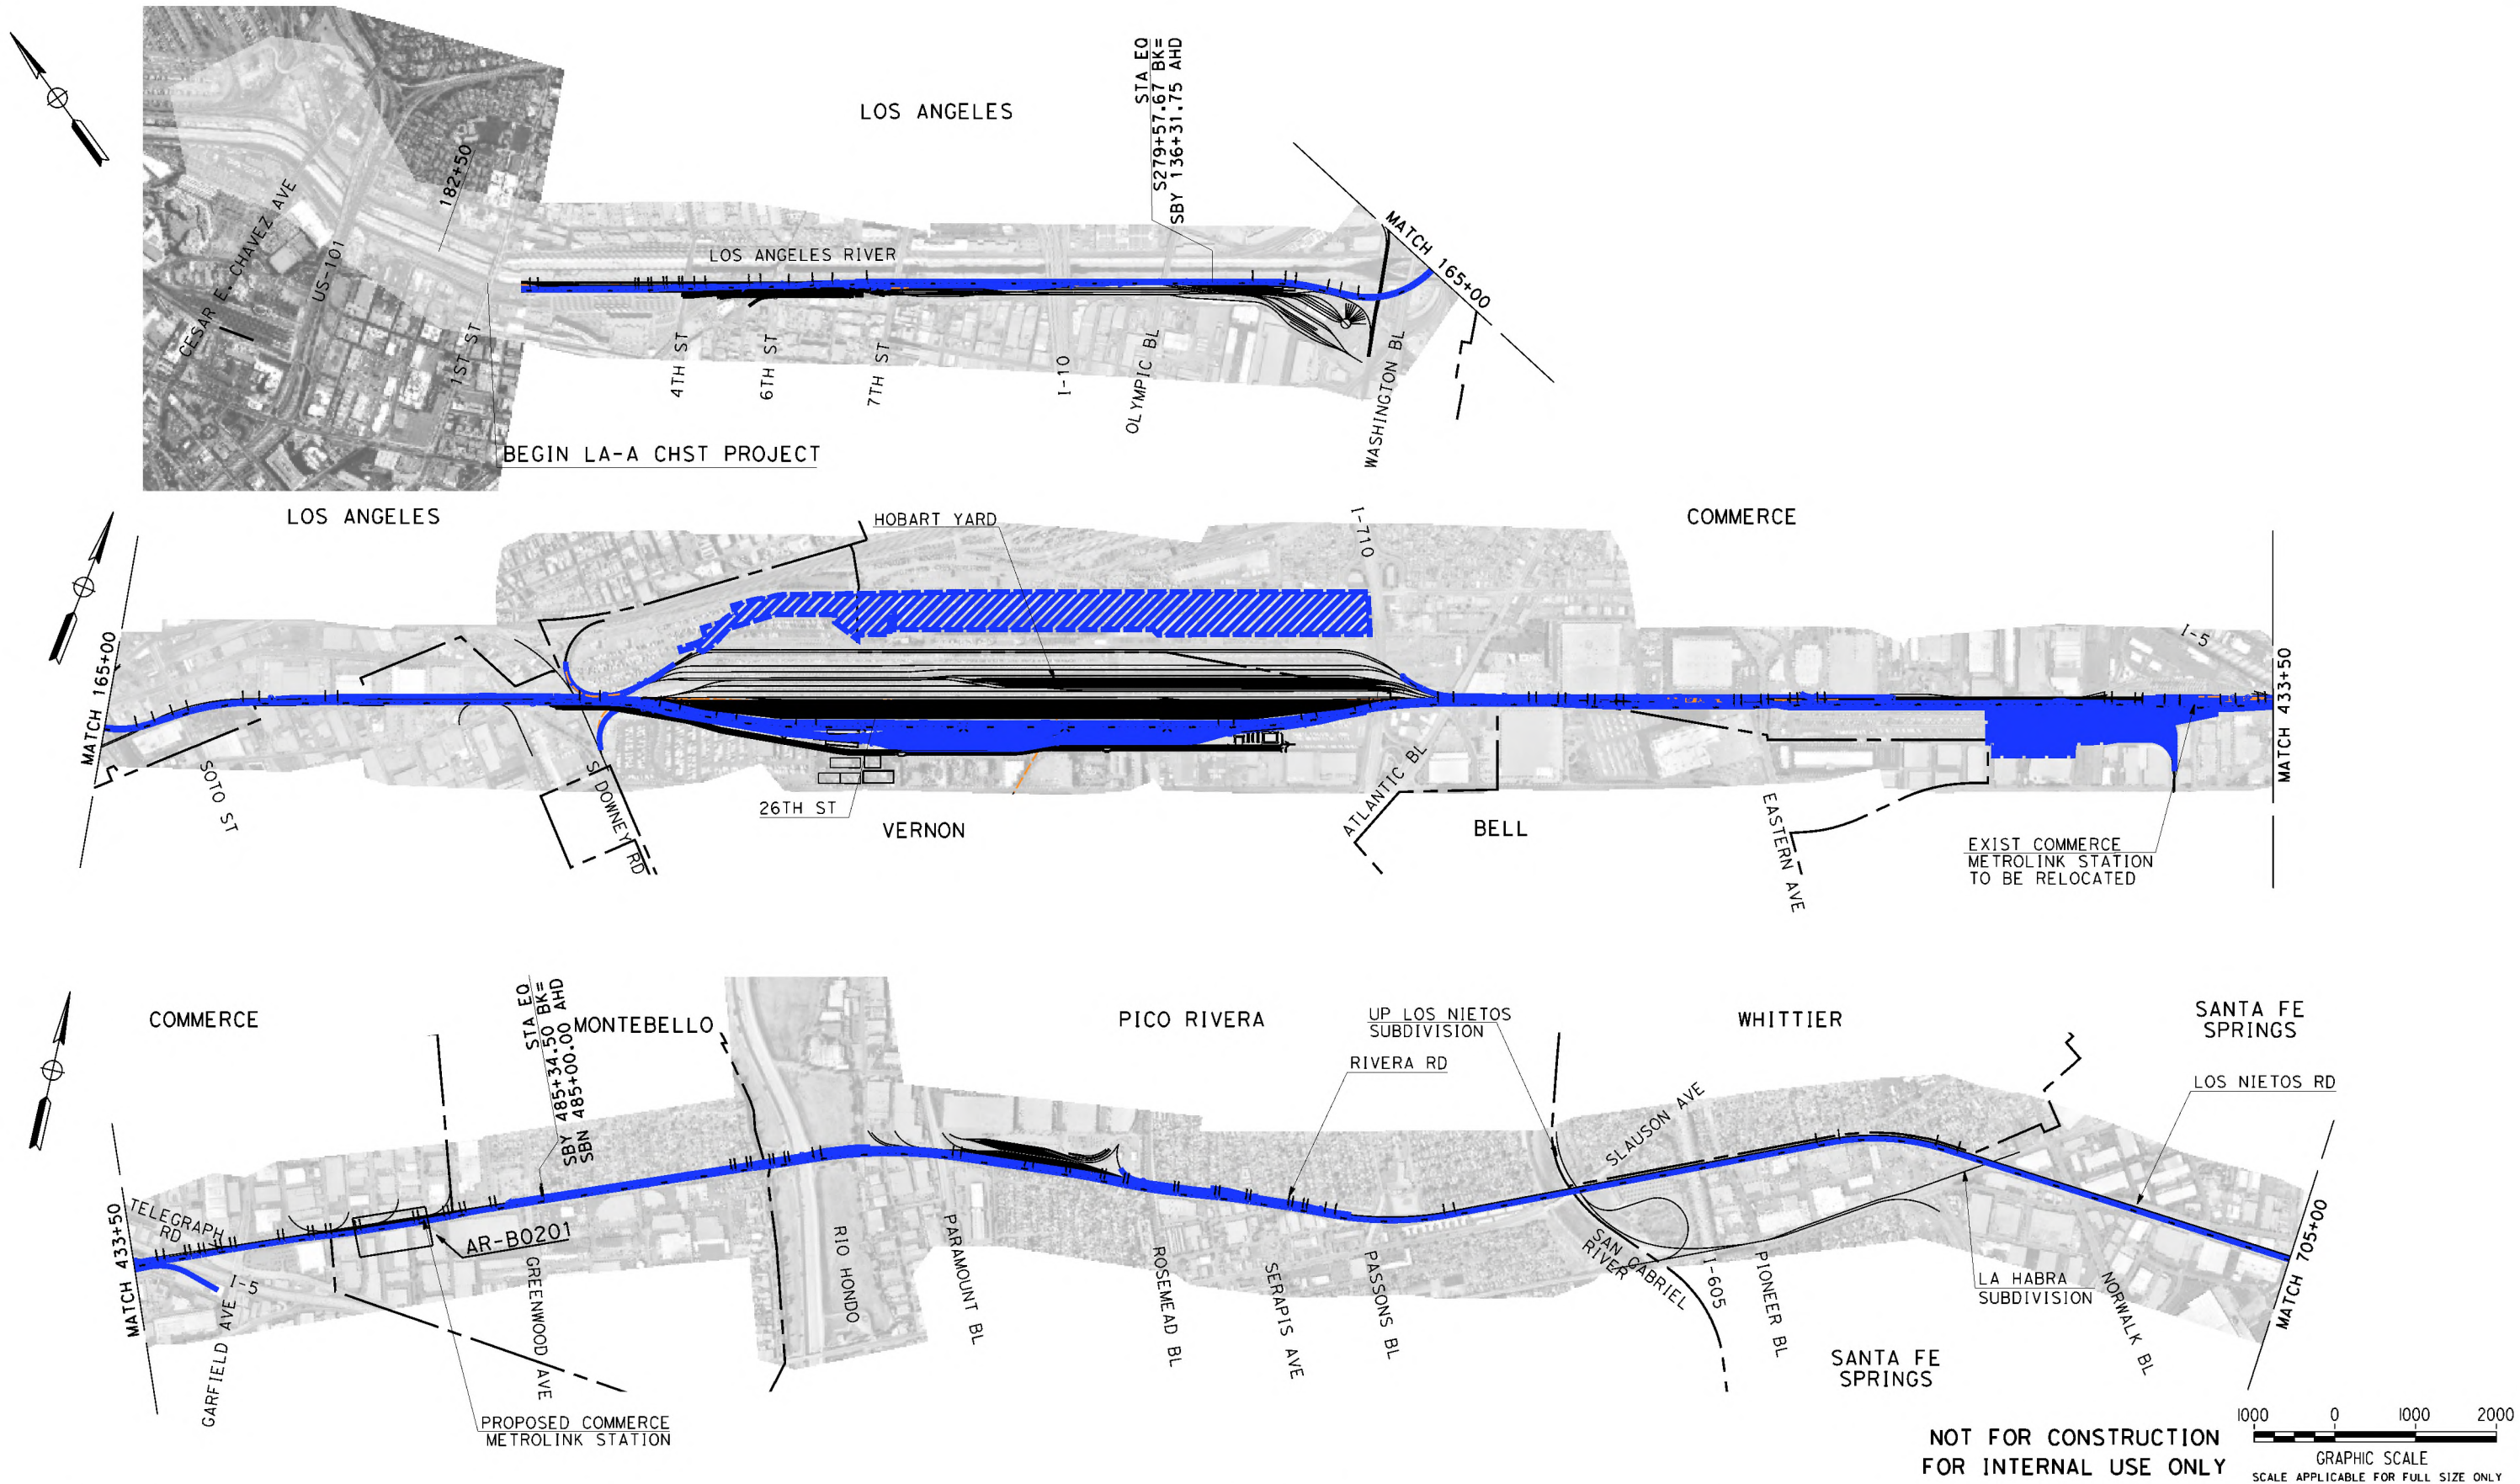 LOS ANGELES
STA EQ
S279+57.67 BK=
SBY 136+31.75 AHD
182+50
CESAR E. CHAVEZ AVE
US-101
1ST ST
LOS ANGELES RIVER
4TH ST
6TH ST
7TH ST
I-10
OLYMPIC BL
WASHINGTON BL
MATCH 165+00
BEGIN LA-A CHST PROJECT
LOS ANGELES
HOBART YARD
I-710
COMMERCE
I-5
MATCH 165+00
MATCH 433+50
SOTO ST
S DOWNEY RD
26TH ST
VERNON
ATLANTIC BL
BELL
EASTERN AVE
EXIST COMMERCE
METROLINK STATION
TO BE RELOCATED
COMMERCE
STA EQ
SBY 485+34.50 BK=
SBN 485+00.00 AHD
MONTEBELLO
PICO RIVERA
UP LOS NIETOS
SUBDIVISION
RIVERA RD
WHITTIER
SANTA FE
SPRINGS
LOS NIETOS RD
SLAUSON AVE
MATCH 433+50
TELEGRAPH
RD
I-5
GARFIELD AVE
AR-B0201
GREENWOOD AVE
RIO HONDO
PARAMOUNT BL
ROSEMEAD BL
SERAPIS AVE
PASSONS BL
SAN GABRIEL
RIVER
I-605
PIONEER BL
LA HABRA
SUBDIVISION
NORWALK BL
MATCH 705+00
PROPOSED COMMERCE
METROLINK STATION
SANTA FE
SPRINGS
NOT FOR CONSTRUCTION
FOR INTERNAL USE ONLY
1000 0 1000 2000
GRAPHIC SCALE
SCALE APPLICABLE FOR FULL SIZE ONLY